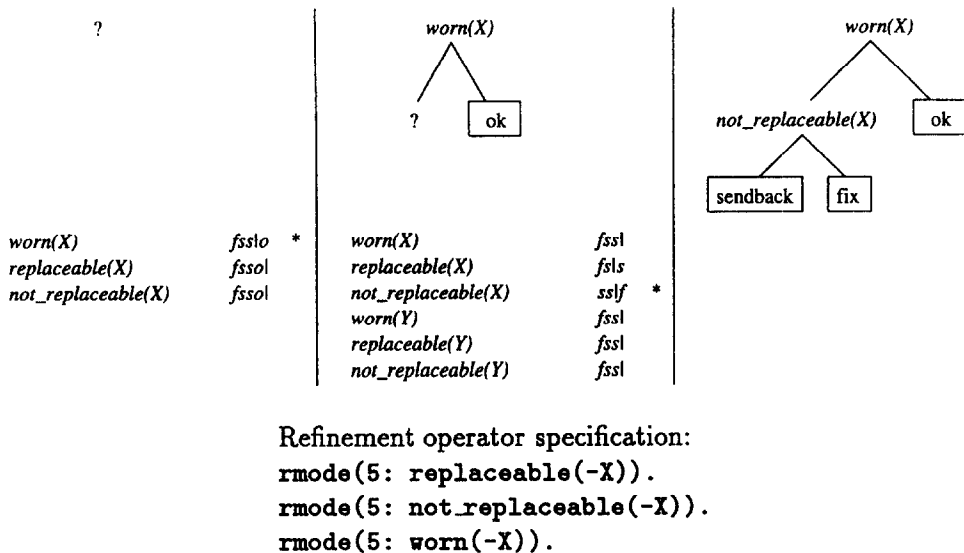 ?
worn(X)
?
ok
worn(X)
not_replaceable(X)
ok
sendback
fix
worn(X) fss|o *
replaceable(X) fsso|
not_replaceable(X) fsso|
worn(X) fss|
replaceable(X) fs|s
not_replaceable(X) ss|f *
worn(Y) fss|
replaceable(Y) fss|
not_replaceable(Y) fss|
Refinement operator specification:
rmode(5: replaceable(-X)).
rmode(5: not_replaceable(-X)).
rmode(5: worn(-X)).